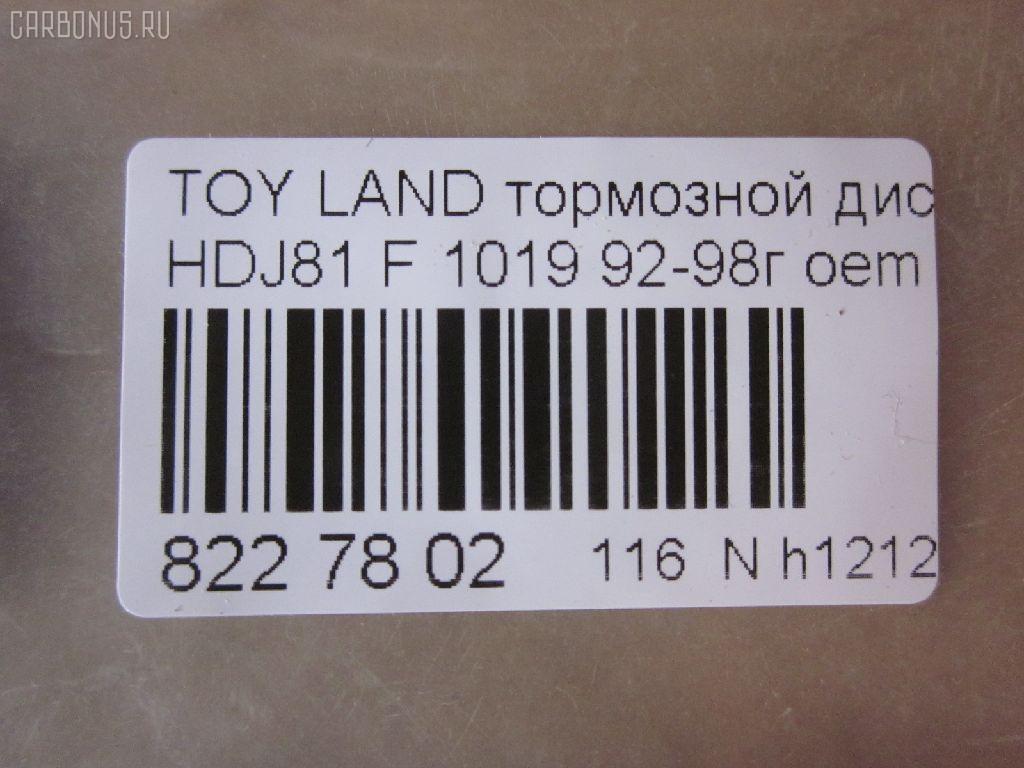 CARBONUS.RU
TOY LAND тормозной дис
HDJ81 F 1019 92-98г oem
822 78 02 116 N h1212